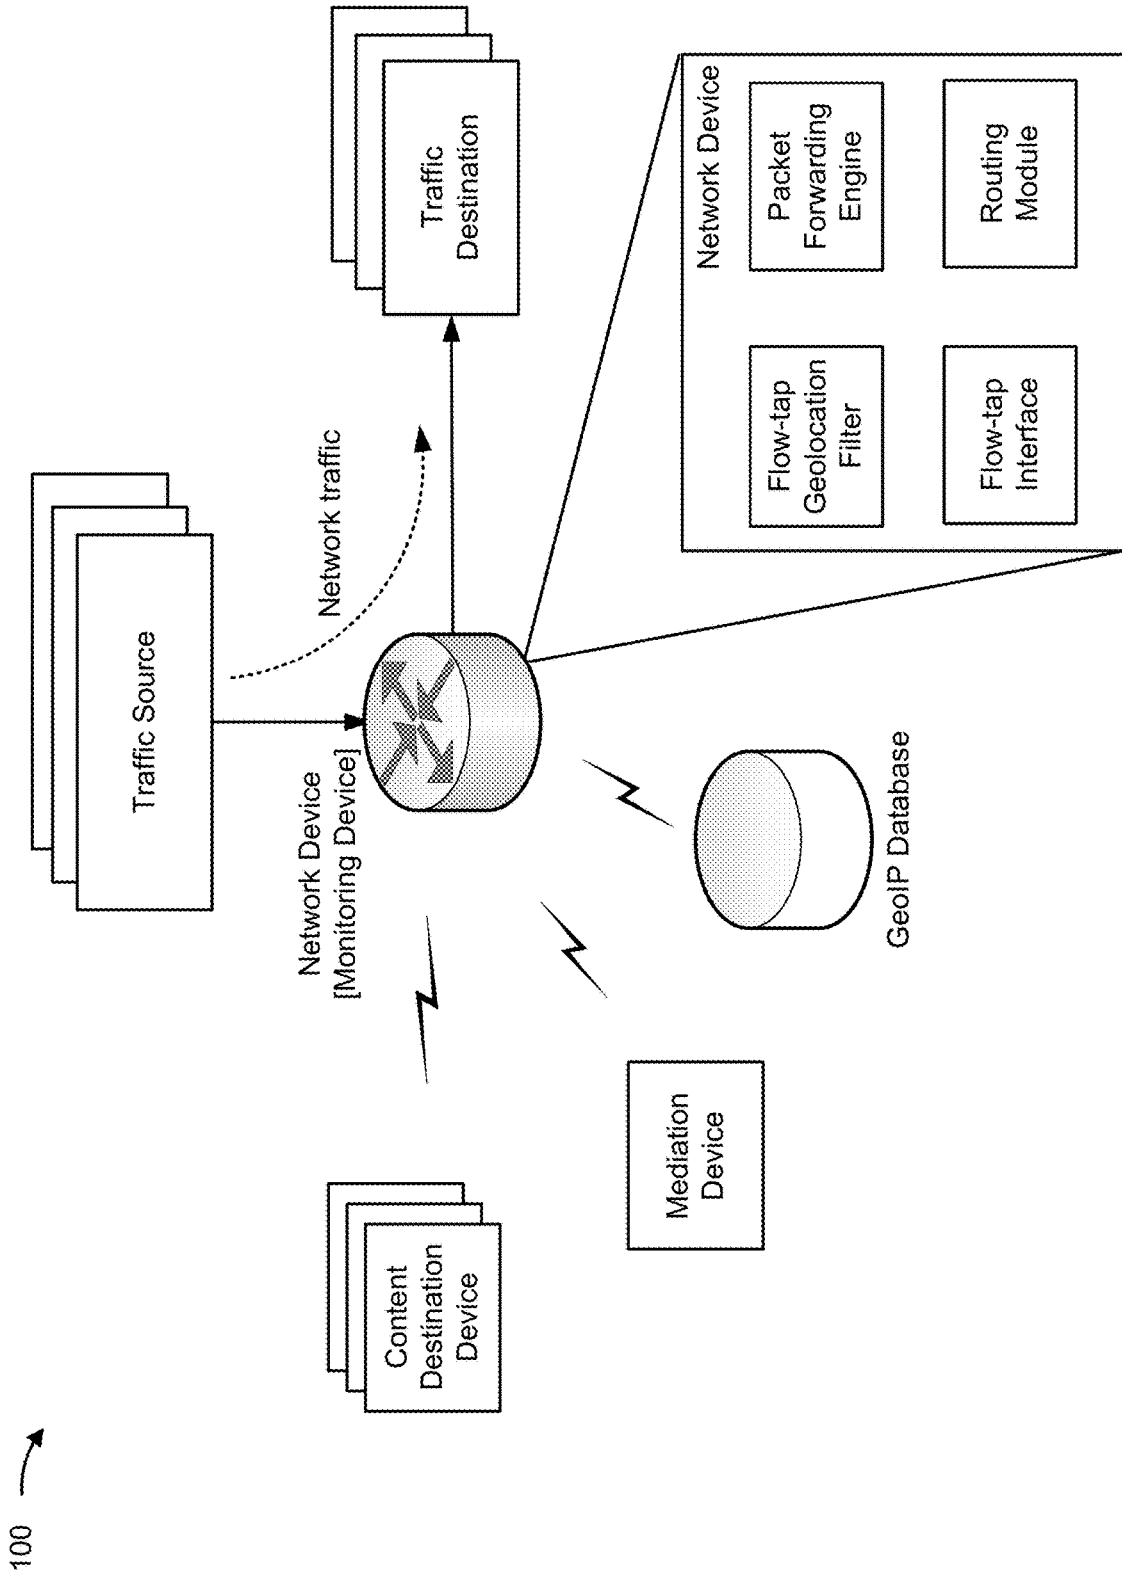 100
Traffic Source
Network traffic
Traffic
Destination
Network Device
[Monitoring Device]
Content
Destination
Device
Mediation
Device
GeoIP Database
Network Device
Flow-tap
Geolocation
Filter
Packet
Forwarding
Engine
Flow-tap
Interface
Routing
Module